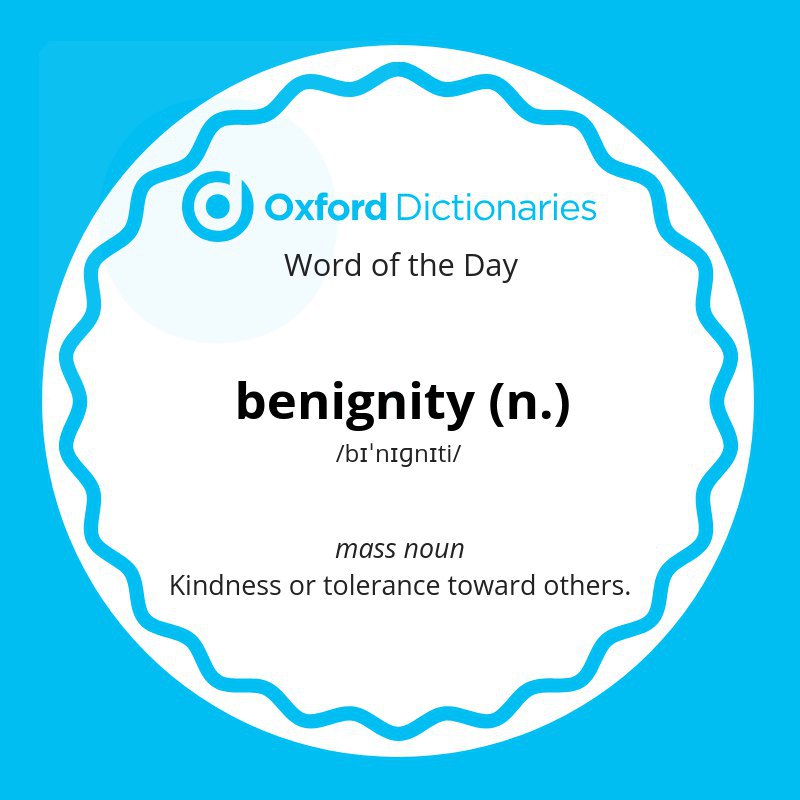 Oxford Dictionaries
Word of the Day
benignity (n.)
/bɪˈnɪɡnɪti/
mass noun
Kindness or tolerance toward others.